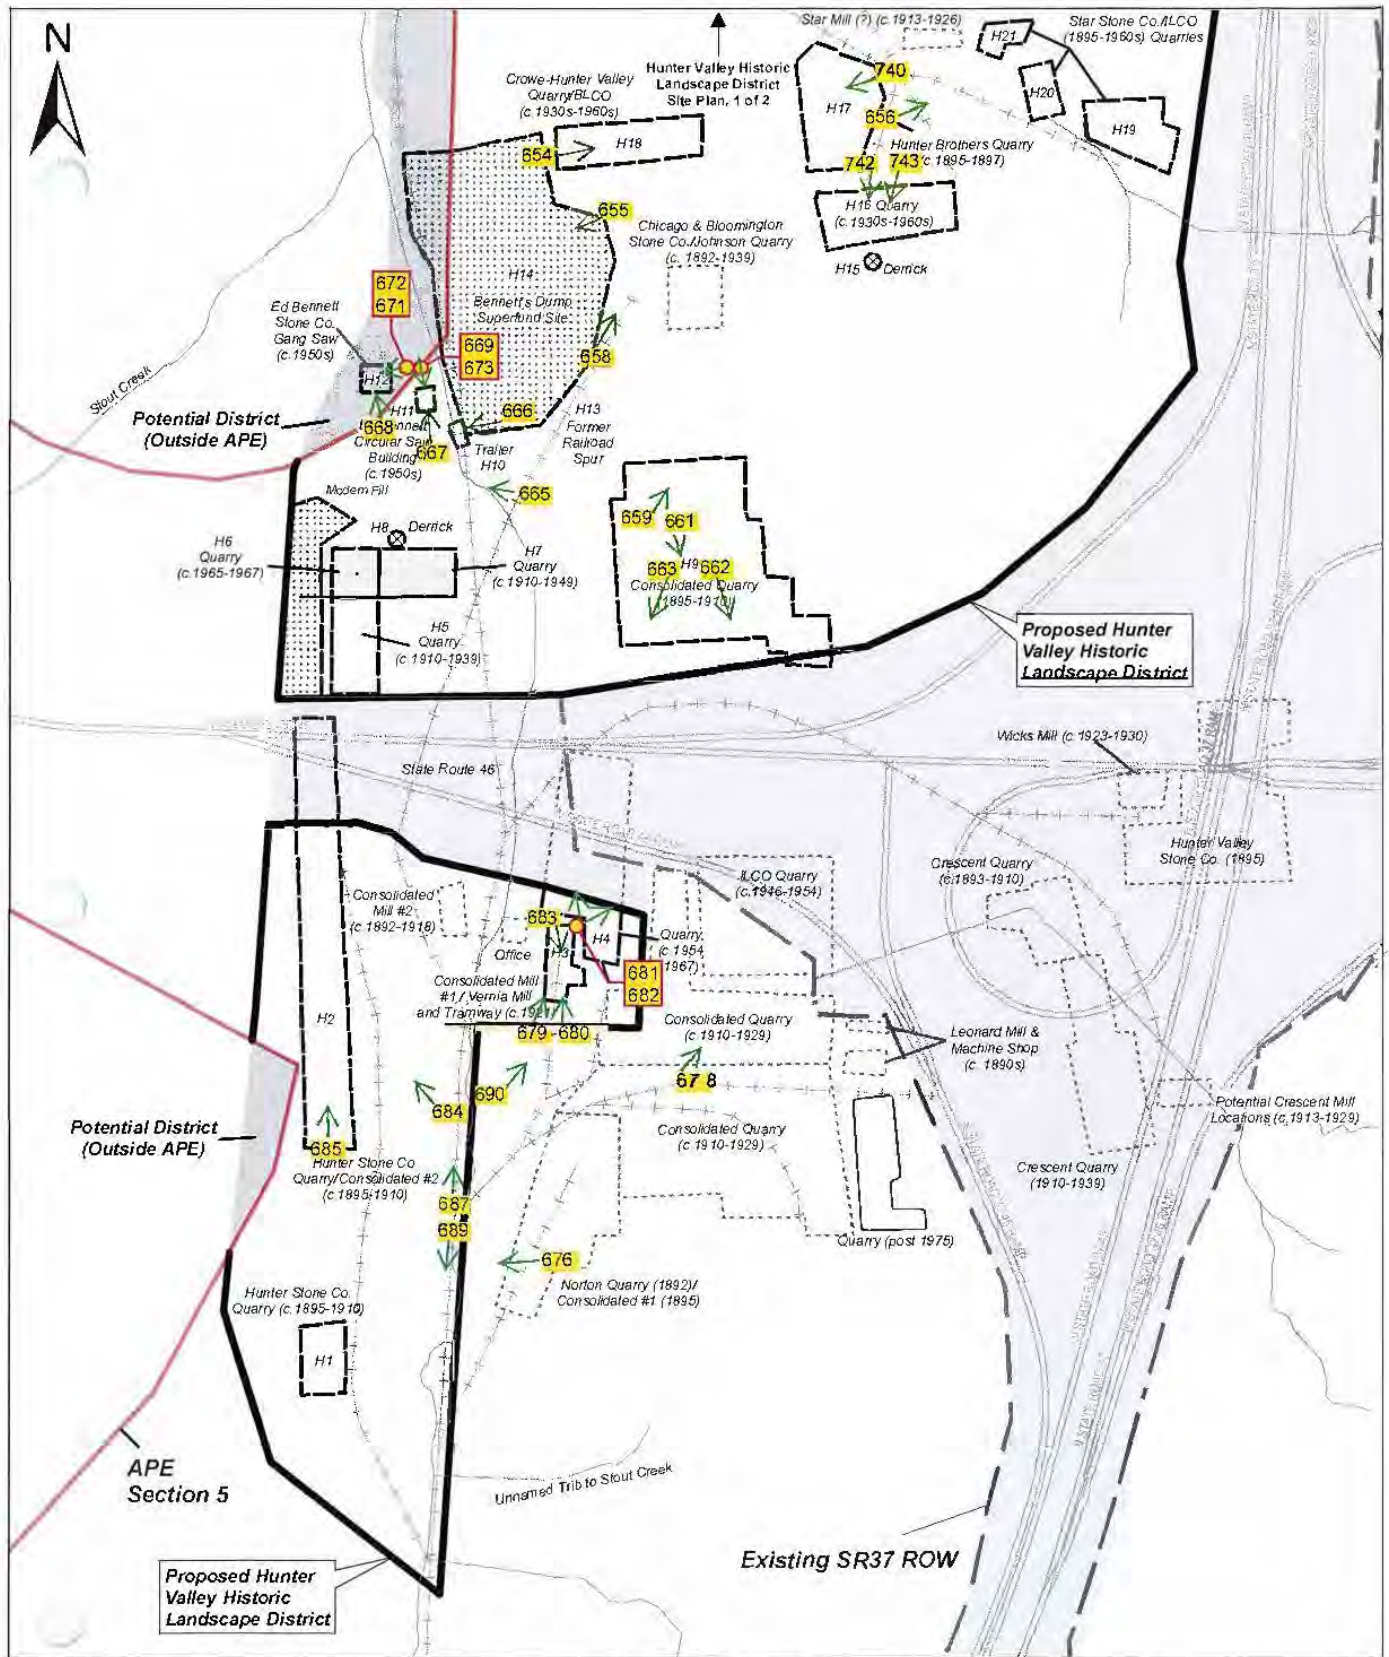 N
Star Mill (?) (c.1913-1926)
Star Stone Co./ILCO
(1895-1960s) Quarries
H21
H20
H19
Hunter Valley Historic
Landscape District
Site Plan, 1 of 2
Crowe-Hunter Valley
Quarry/BLCO
(c.1930s-1960s)
H18
H17
740
656
Hunter Brothers Quarry
(c.1895-1897)
742
743
H16 Quarry
(c.1930s-1960s)
H15
Derrick
654
655
Chicago & Bloomington
Stone Co./Johnson Quarry
(c. 1892-1939)
H14
Bennett's Dump
Superfund Site
672
671
669
673
Ed Bennett
Stone Co.
Gang Saw
(c.1950s)
H12
Stout Creek
658
Potential District
(Outside APE)
668
H11
Circular Saw
Building
(c.1950s)
667
666
Trailer
H10
H13
Former
Railroad
Spur
665
Modern Fill
H8
Derrick
H6
Quarry
(c.1965-1967)
H7
Quarry
(c.1910-1949)
H5
Quarry
(c.1910-1939)
659
661
663
H9
662
Consolidated Quarry
(1895-1910)
Proposed Hunter
Valley Historic
Landscape District
State Route 46
Wicks Mill (c.1923-1930)
Hunter Valley
Stone Co. (1895)
Crescent Quarry
(c.1893-1910)
ILCO Quarry
(c.1946-1954)
Consolidated
Mill #2
(c.1892-1918)
683
Office
H3
H4
Quarry
(c.1954
1967)
681
682
Consolidated Mill
#1 / Vernia Mill
and Tramway (c.1921)
679
680
Consolidated Quarry
(c.1910-1929)
Leonard Mill &
Machine Shop
(c. 1890s)
H2
690
684
678
Consolidated Quarry
(c.1910-1929)
Potential Crescent Mill
Locations (c.1913-1929)
Potential District
(Outside APE)
685
Hunter Stone Co
Quarry/Consolidated #2
(c.1895-1910)
Crescent Quarry
(1910-1939)
687
689
Quarry (post 1975)
676
Norton Quarry (1892)/
Consolidated #1 (1895)
Hunter Stone Co.
Quarry (c.1895-1910)
H1
APE
Section 5
Unnamed Trib to Stout Creek
Existing SR37 ROW
Proposed Hunter
Valley Historic
Landscape District